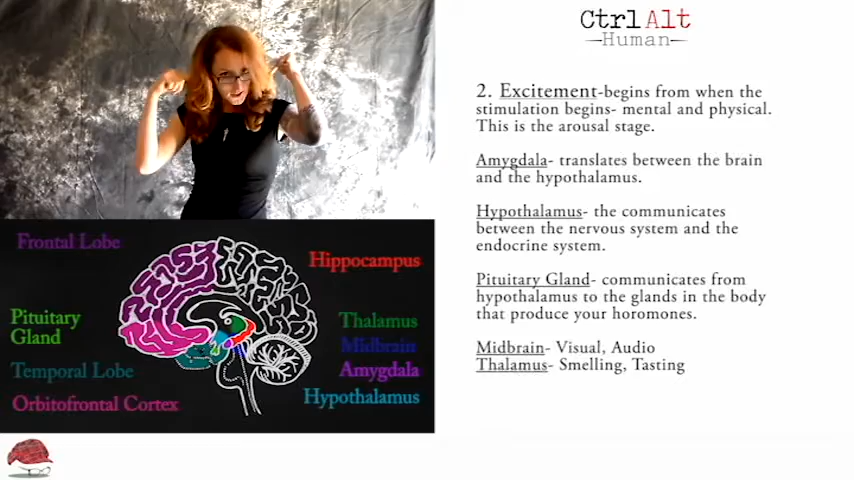 Ctrl Alt
Human
2. Excitement-begins from when the
stimulation begins- mental and physical.
This is the arousal stage.
Amygdala- translates between the brain
and the hypothalamus.
Hypothalamus- the communicates
between the nervous system and the
endocrine system.
Pituitary Gland- communicates from
hypothalamus to the glands in the body
that produce your horomones.
Midbrain- Visual, Audio
Thalamus- Smelling, Tasting
Frontal Lobe
Hippocampus
Pituitary
Gland
Thalamus
Midbrain
Temporal Lobe
Amygdala
Orbitofrontal Cortex
Hypothalamus